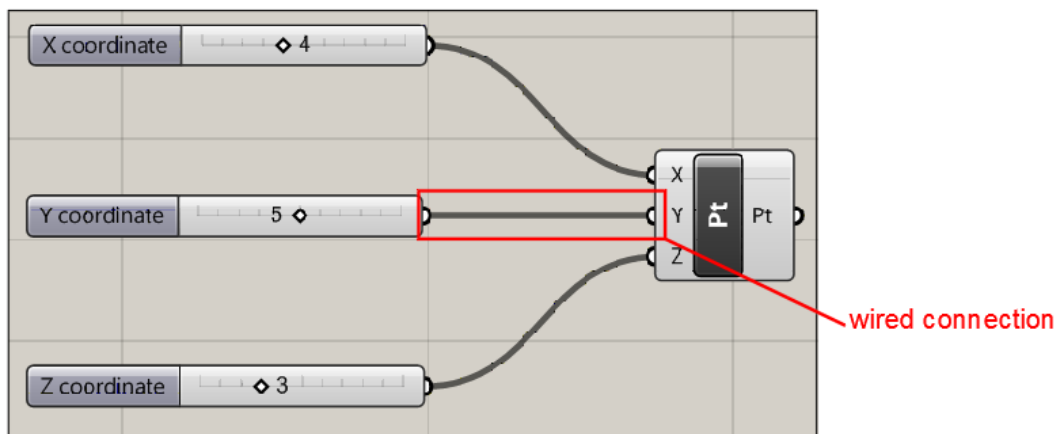 X coordinate 4
X
Y coordinate 5
Y Pt Pt
Z
wired connection
Z coordinate 3